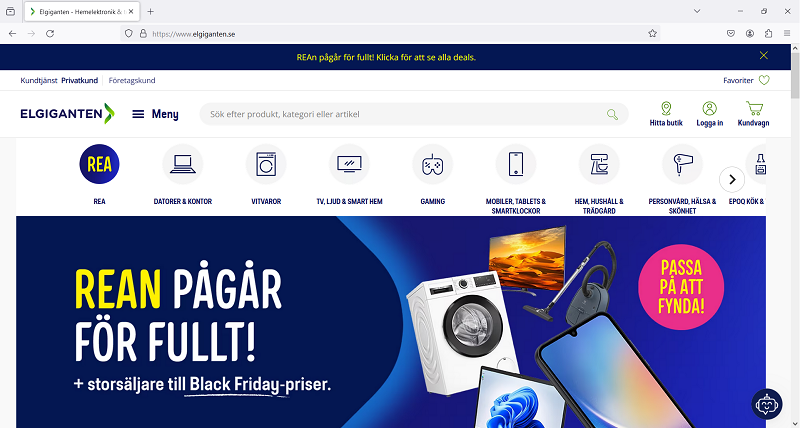 Elgiganten - Hemelektronik &
https://www.elgiganten.se
REAn pågår för fullt! Klicka för att se alla deals.
Kundtjänst Privatkund Företagskund Favoriter
ELGIGANTEN Meny Sök efter produkt, kategori eller artikel Hitta butik Logga in Kundvagn
REA
REA DATORER & KONTOR VITVAROR TV, LJUD & SMART HEM GAMING MOBILER, TABLETS & SMARTKLOCKOR HEM, HUSHÅLL & TRÄDGÅRD PERSONVÅRD, HÄLSA & SKÖNHET EPOQ KÖK &
REAN PÅGÅR
FÖR FULLT!
+ storsäljare till Black Friday-priser.
PASSA
PÅ ATT
FYNDA!